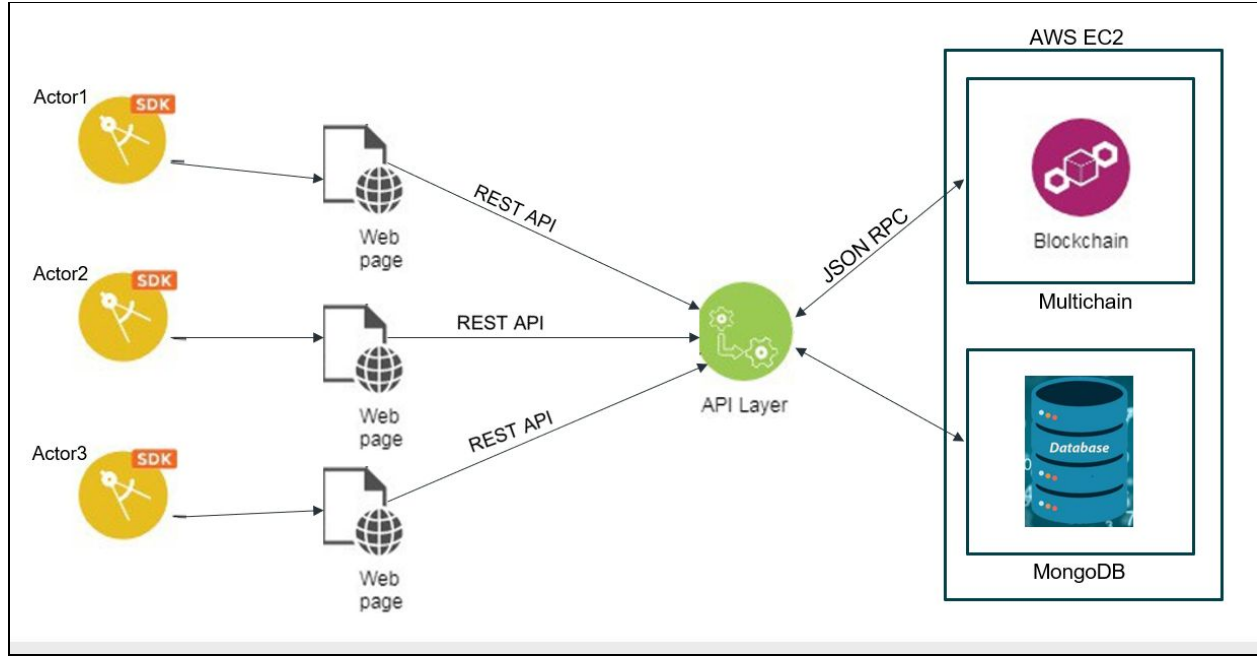 AWS EC2
Actor1
SDK
REST API
Web
page
JSON RPC
Blockchain
Multichain
Actor2
SDK
REST API
Web
page
API Layer
Actor3
SDK
REST API
Web
page
Database
MongoDB